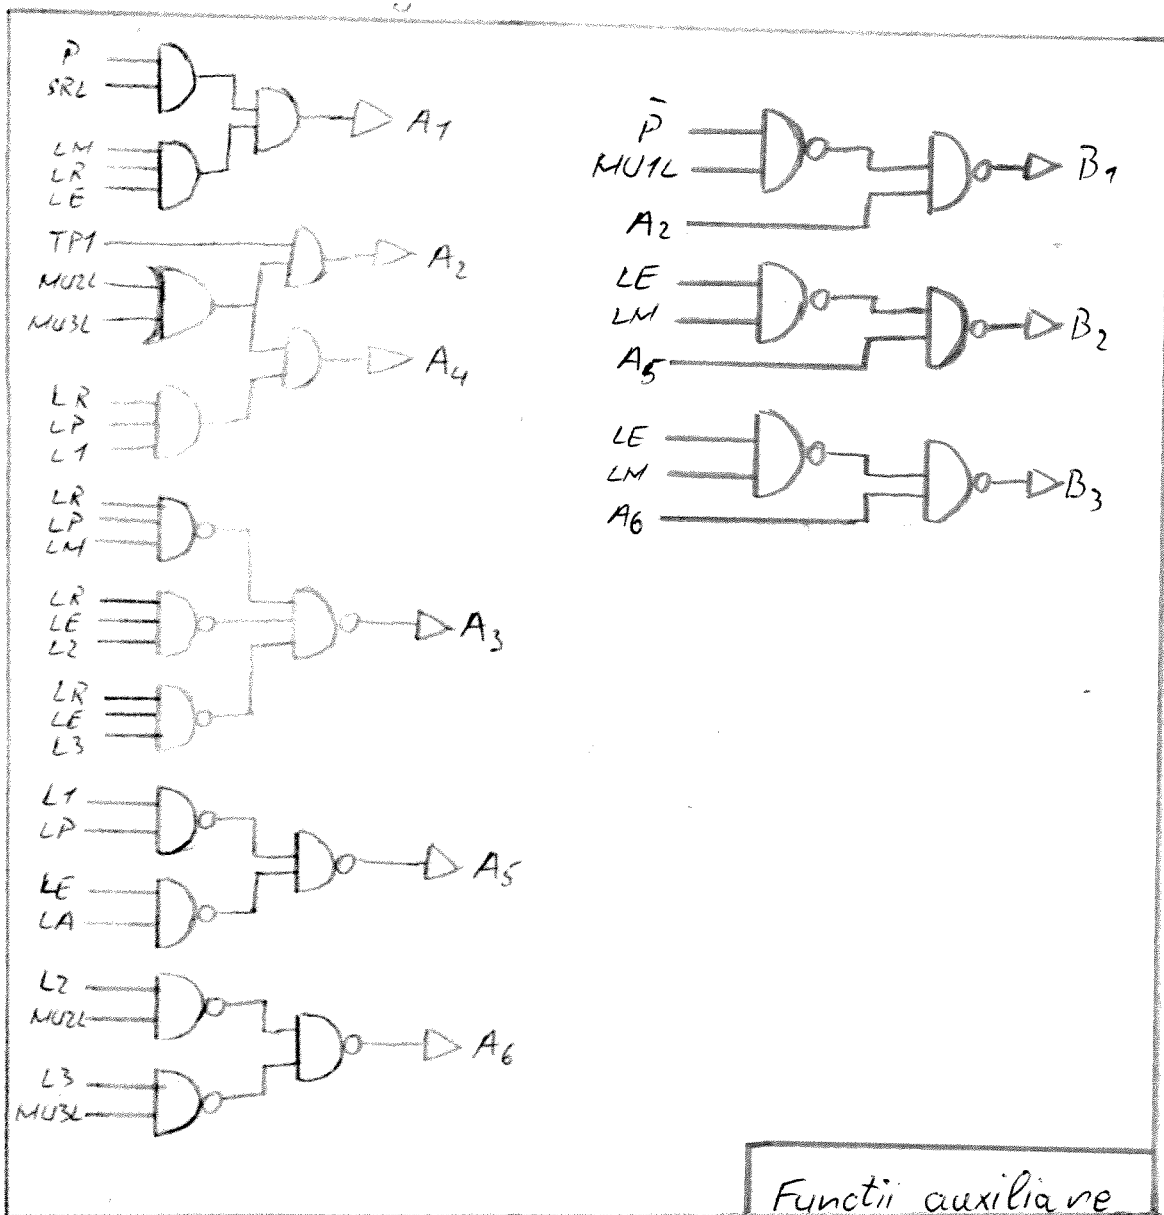 P
SRL
A1
LM
LR
LE
TP1
A2
MU2L
MU3L
A4
LR
LP
L1
LR
LP
LM
LR
LE
L2
A3
LR
LE
L3
L1
LP
A5
LE
LA
L2
MU2L
A6
L3
MU3L
P̄
MU1L
B1
A2
LE
LM
B2
A5
LE
LM
B3
A6
Functii auxiliare